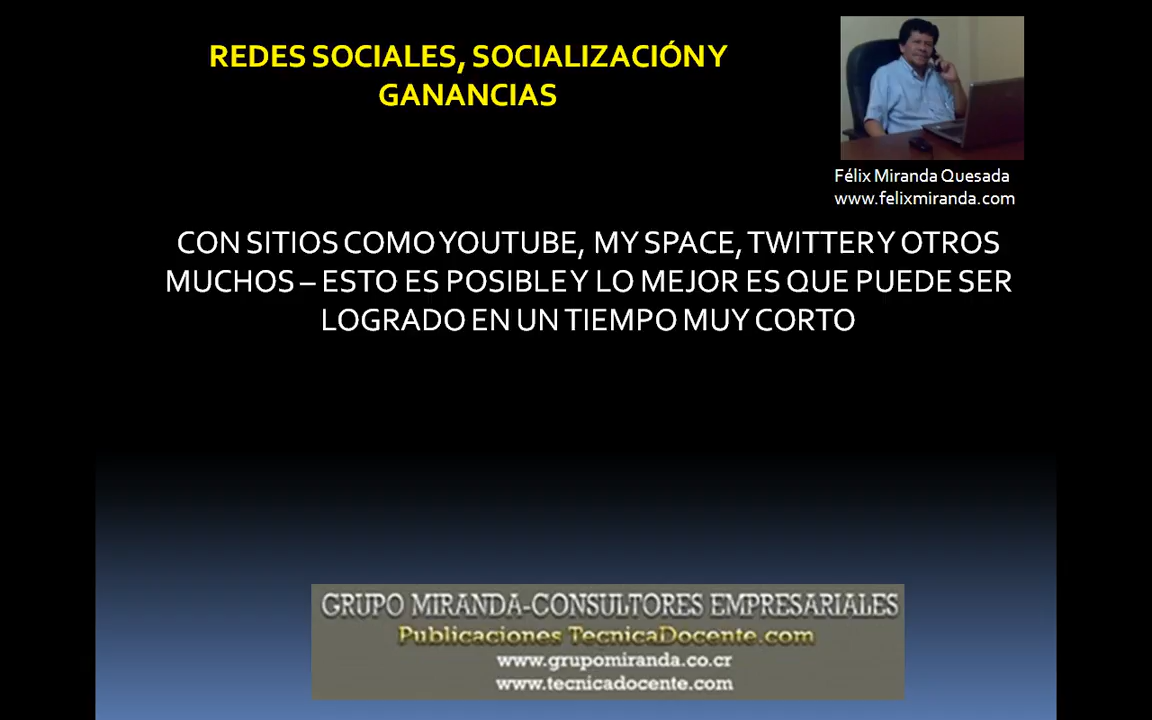 REDES SOCIALES, SOCIALIZACIÓN Y
GANANCIAS
Félix Miranda Quesada
www.felixmiranda.com
CON SITIOS COMO YOUTUBE, MY SPACE, TWITTER Y OTROS
MUCHOS – ESTO ES POSIBLE Y LO MEJOR ES QUE PUEDE SER
LOGRADO EN UN TIEMPO MUY CORTO
GRUPO MIRANDA-CONSULTORES EMPRESARIALES
Publicaciones TecnicaDocente.com
www.grupomiranda.co.cr
www.tecnicadocente.com